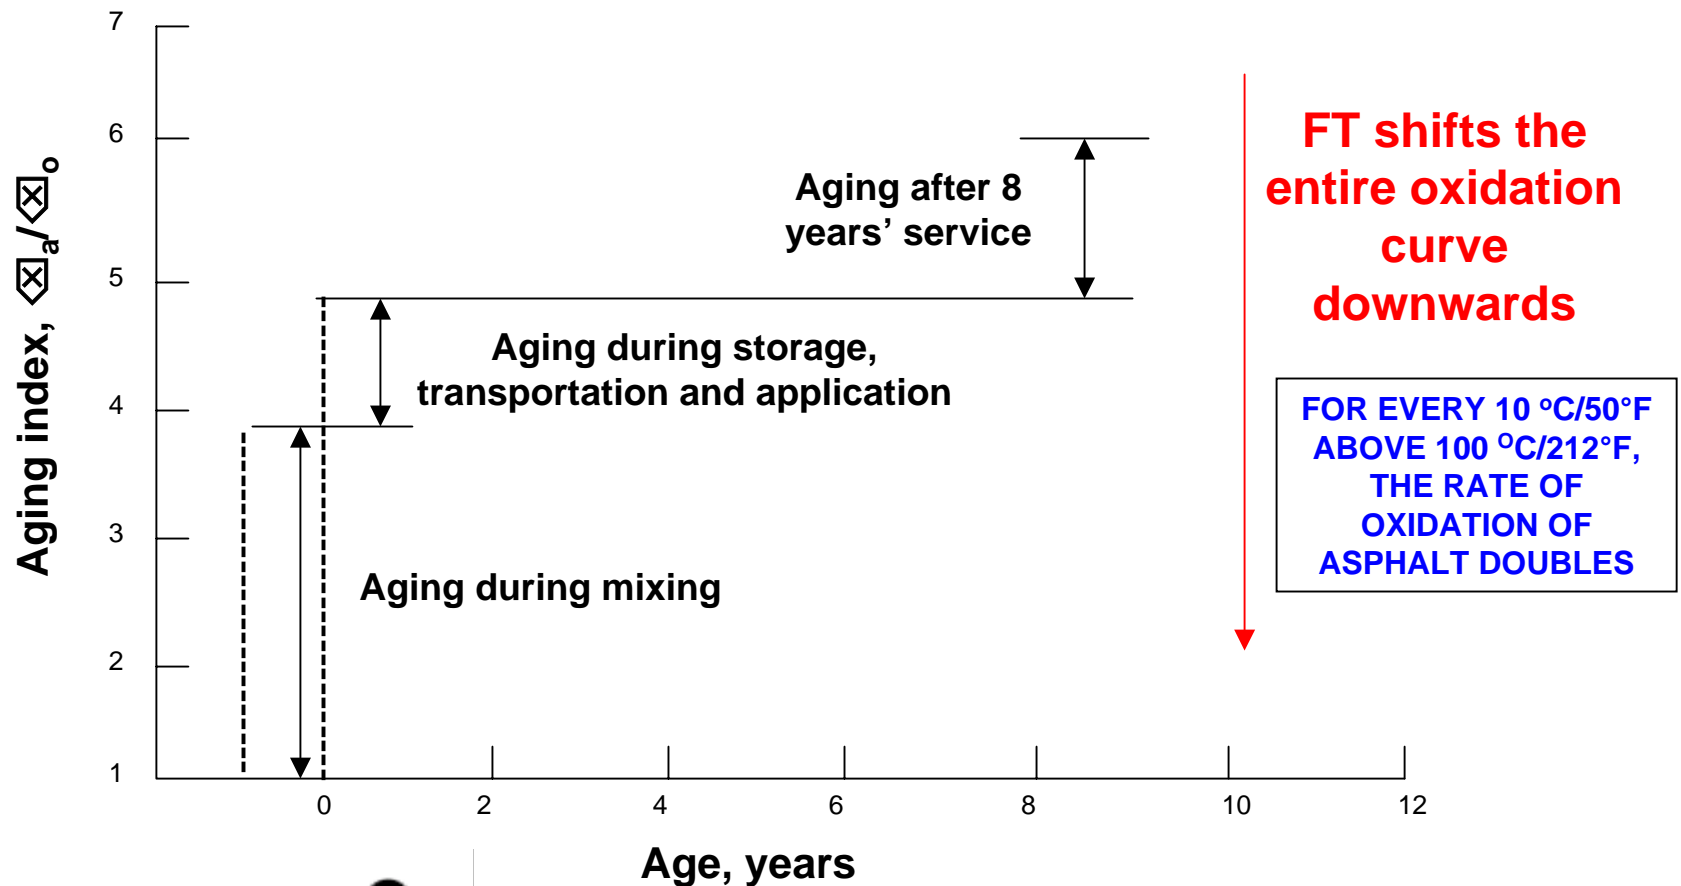 7
6
5
4
3
2
1
Aging index, ⌫a/⌫o
Aging after 8
years’ service
Aging during storage,
transportation and application
Aging during mixing
FT shifts the
entire oxidation
curve
downwards
FOR EVERY 10 ºC/50°F
ABOVE 100 ᴼC/212°F,
THE RATE OF
OXIDATION OF
ASPHALT DOUBLES
0 2 4 6 8 10 12
Age, years